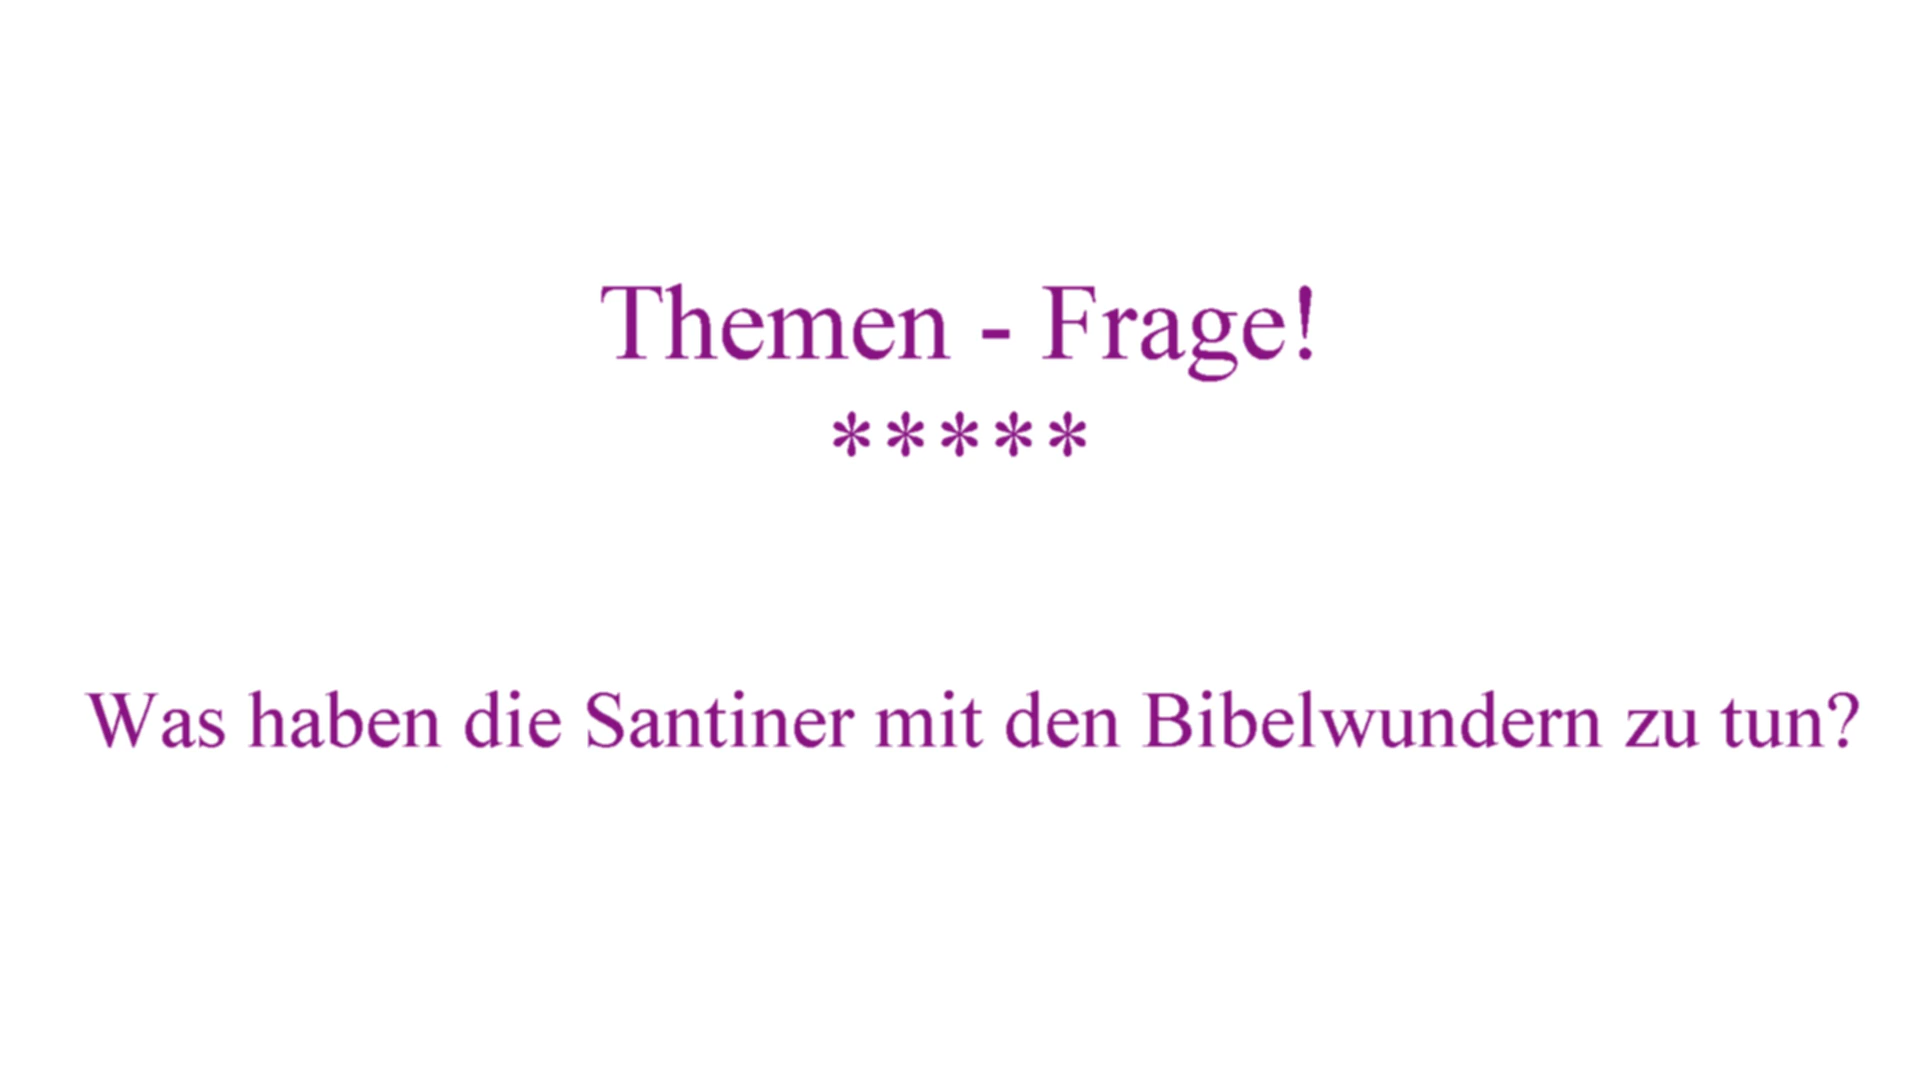 Themen - Frage!
*****
Was haben die Santiner mit den Bibelwundern zu tun?